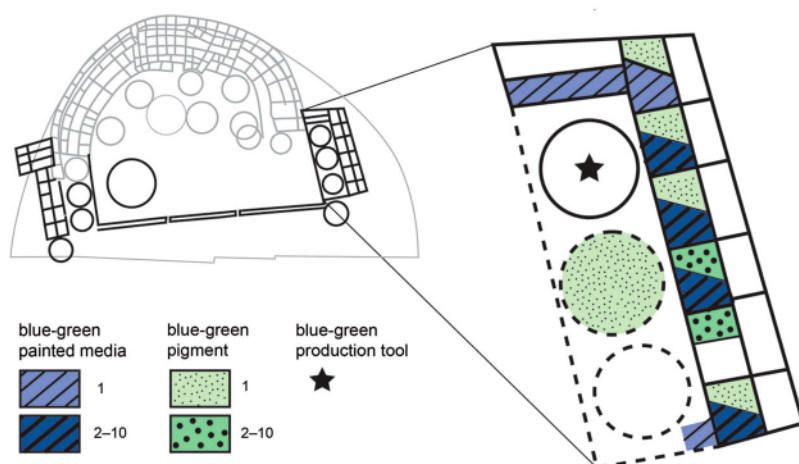 blue-green
painted media
1
2–10
blue-green
pigment
1
2–10
blue-green
production tool